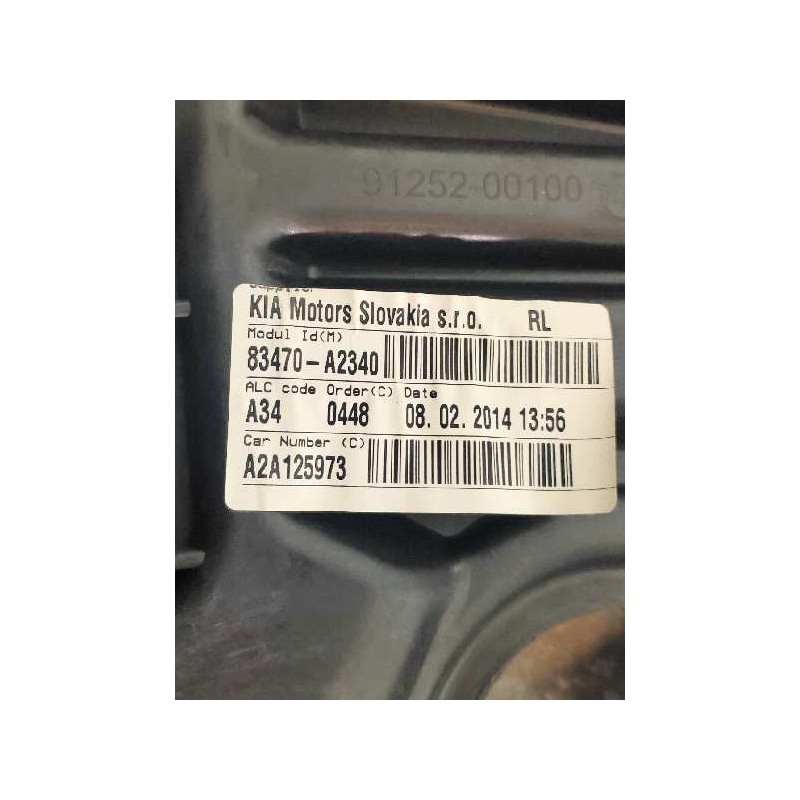 91252-00100
Supplier
KIA Motors Slovakia s.r.o. RL
Modul Id(M)
83470-A2340
ALC code Order(C) Date
A34 0448 08. 02. 2014 13:56
Car Number (C)
A2A125973